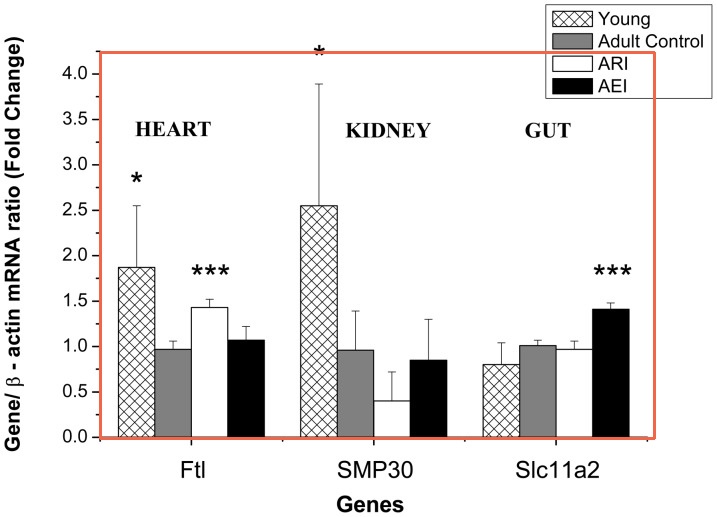 Young
Adult Control
ARI
AEI
Gene/ β - actin mRNA ratio (Fold Change)
4.0
3.5
3.0
2.5
2.0
1.5
1.0
0.5
0.0
HEART
KIDNEY
GUT
*
*
***
***
Ftl
SMP30
Slc11a2
Genes